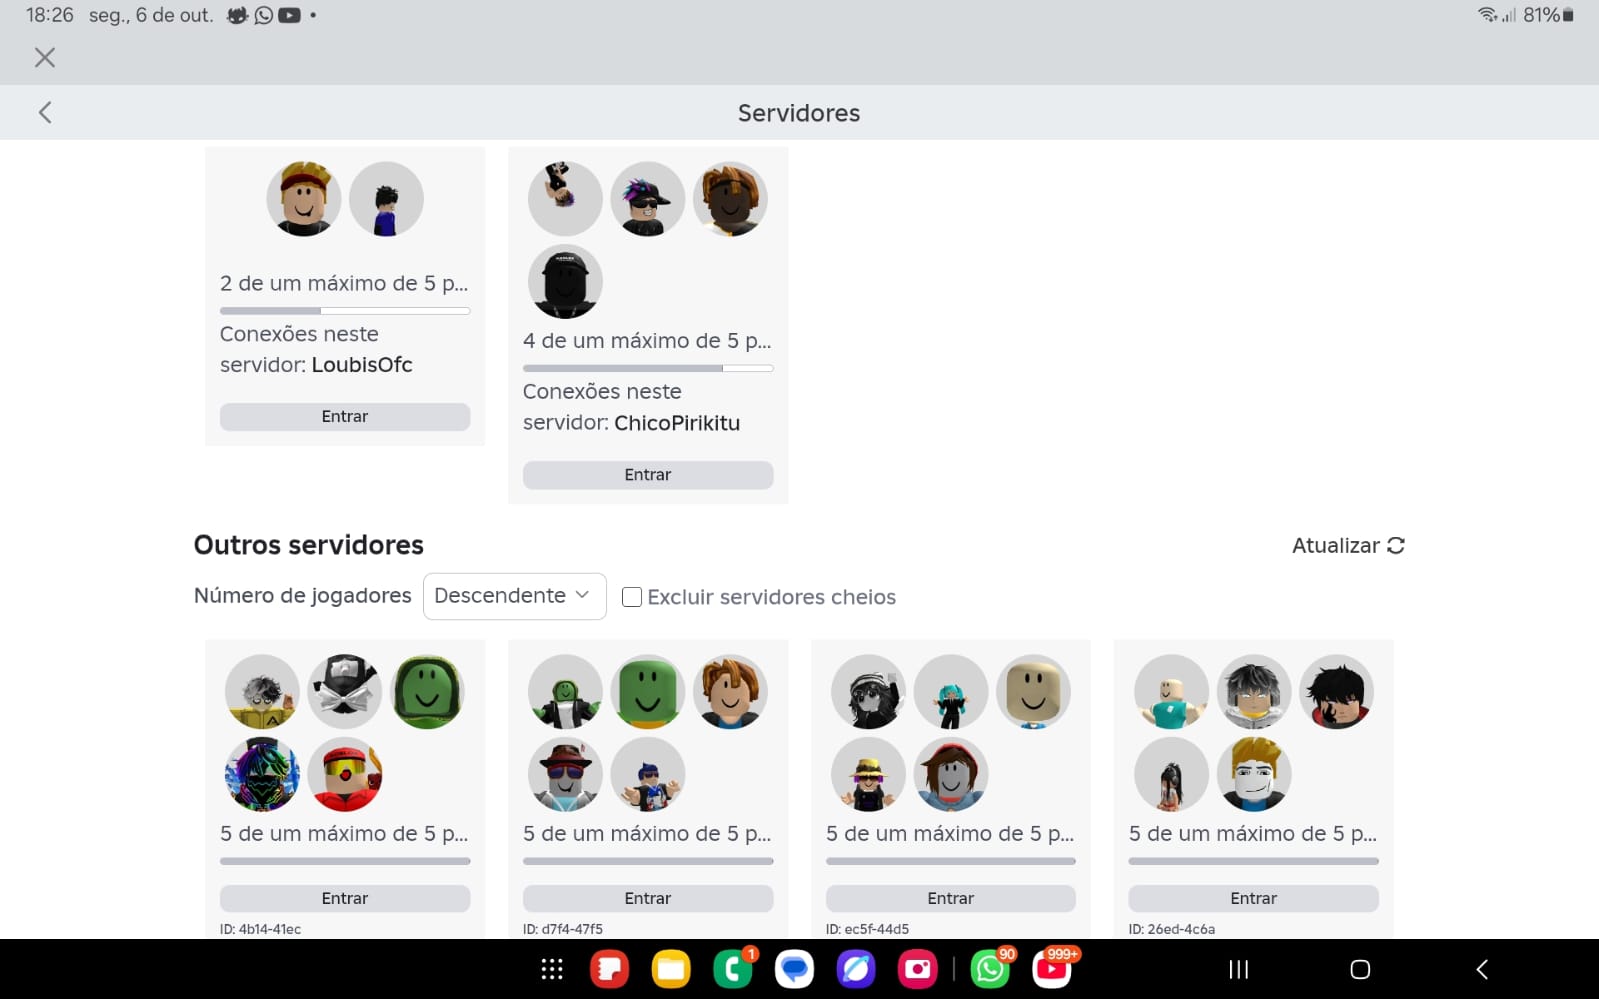 18:26 seg., 6 de out.
81%
Servidores
2 de um máximo de 5 p...
Conexões neste
servidor: LoubisOfc
Entrar
4 de um máximo de 5 p...
Conexões neste
servidor: ChicoPirikitu
Entrar
Outros servidores
Atualizar
Número de jogadores Descendente Excluir servidores cheios
5 de um máximo de 5 p...
Entrar
ID: 4b14-41ec
5 de um máximo de 5 p...
Entrar
ID: d7f4-47f5
5 de um máximo de 5 p...
Entrar
ID: ec5f-44d5
5 de um máximo de 5 p...
Entrar
ID: 26ed-4c6a
1
90
999+